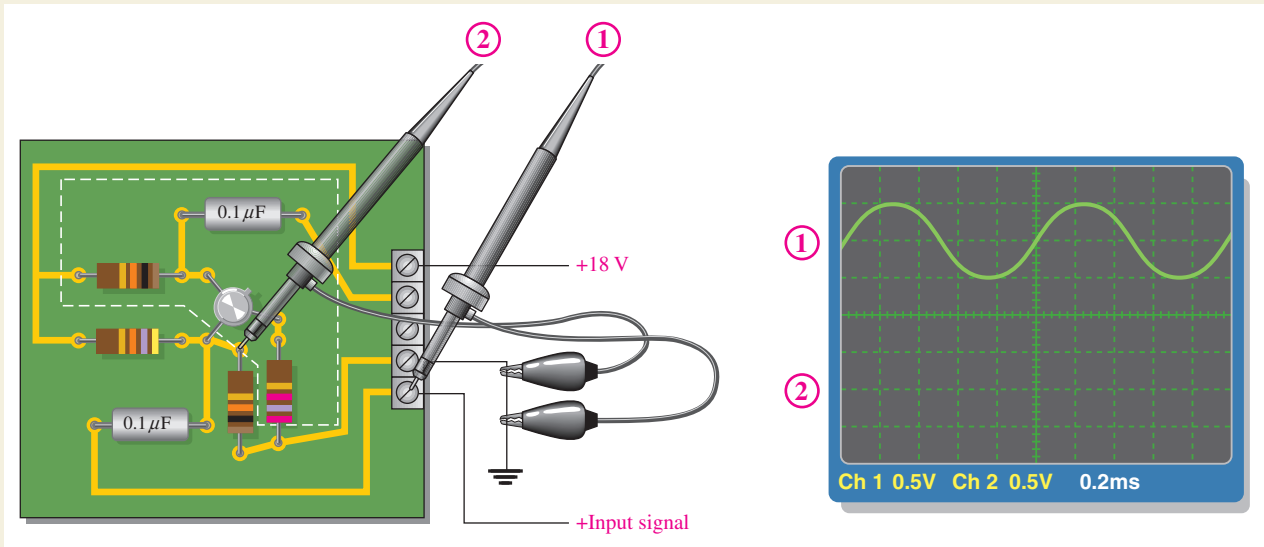 ② ①
0.1 μF
+18 V
0.1 μF
+Input signal
①
②
Ch 1 0.5V Ch 2 0.5V 0.2ms